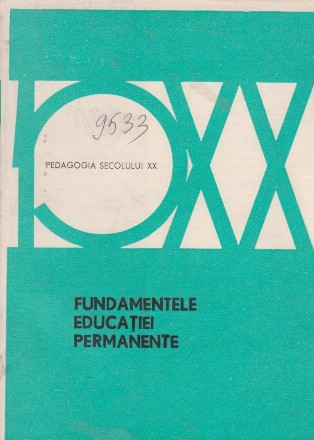 9533
PEDAGOGIA SECOLULUI XX
FUNDAMENTELE
EDUCAȚIEI
PERMANENTE